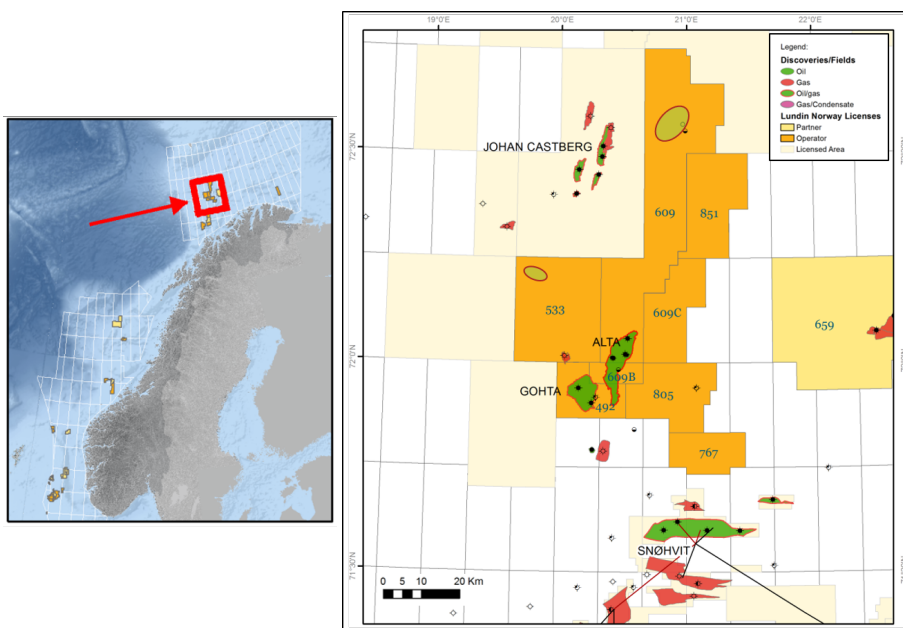 19°0'E 20°0'E 21°0'E 22°0'E
Legend:
Discoveries/Fields
Oil
Gas
Oil/gas
Gas/Condensate
Lundin Norway Licenses
Partner
Operator
Licensed Area
72°30'N
JOHAN CASTBERG
609
851
533
609C
659
ALTA
72°0'N
609B
GOHTA
805
492
767
SNØHVIT
71°30'N
0 5 10 20 Km